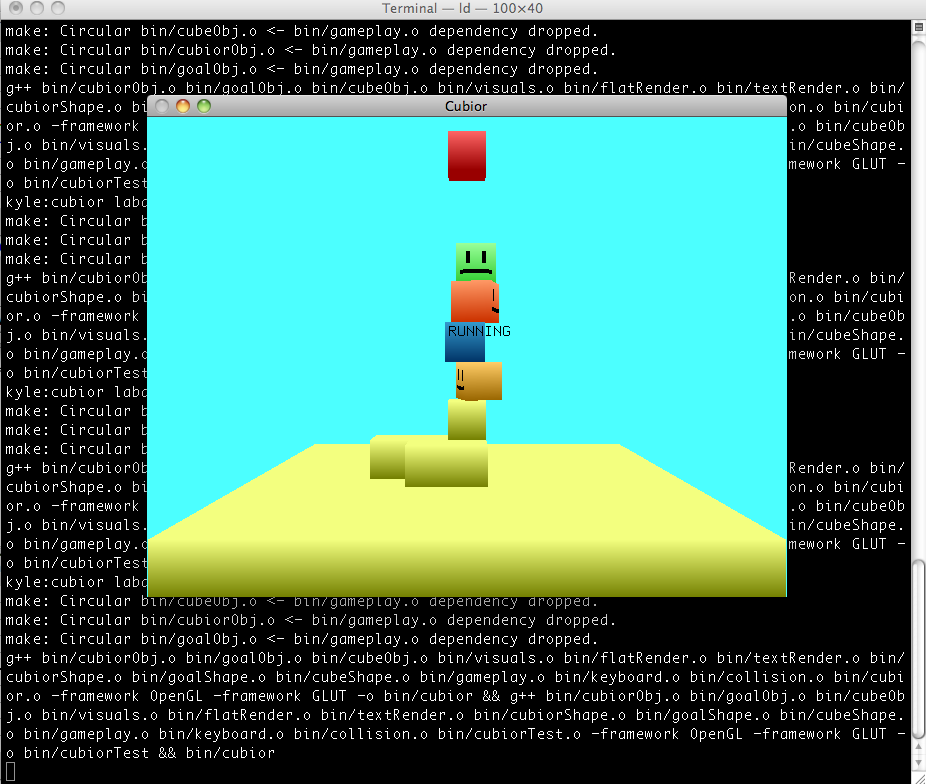 Terminal — ld — 100×40
make: Circular bin/cubeObj.o <- bin/gameplay.o dependency dropped.
make: Circular bin/cubiorObj.o <- bin/gameplay.o dependency dropped.
make: Circular bin/goalObj.o <- bin/gameplay.o dependency dropped.
g++ bin/cubiorObj.o bin/goalObj.o bin/cubeObj.o bin/visuals.o bin/flatRender.o bin/textRender.o bin/
cubiorShape.o bi on.o bin/cubi
Cubior
or.o -framework .o bin/cubeOb
j.o bin/visuals. in/cubeShape.
o bin/gameplay.o mework GLUT -
o bin/cubiorTest
kyle:cubior laba
make: Circular b
make: Circular b
make: Circular b
g++ bin/cubiorOb Render.o bin/
cubiorShape.o bi on.o bin/cubi
or.o -framework .o bin/cubeOb
RUNNING
j.o bin/visuals. in/cubeShape.
o bin/gameplay.o mework GLUT -
o bin/cubiorTest
kyle:cubior laba
make: Circular b
make: Circular b
make: Circular b
g++ bin/cubiorOb Render.o bin/
cubiorShape.o bi on.o bin/cubi
or.o -framework .o bin/cubeOb
j.o bin/visuals. in/cubeShape.
o bin/gameplay.o mework GLUT -
o bin/cubiorTest
kyle:cubior laba
make: Circular bin/cubeObj.o <- bin/gameplay.o dependency dropped.
make: Circular bin/cubiorObj.o <- bin/gameplay.o dependency dropped.
make: Circular bin/goalObj.o <- bin/gameplay.o dependency dropped.
g++ bin/cubiorObj.o bin/goalObj.o bin/cubeObj.o bin/visuals.o bin/flatRender.o bin/textRender.o bin/
cubiorShape.o bin/goalShape.o bin/cubeShape.o bin/gameplay.o bin/keyboard.o bin/collision.o bin/cubi
or.o -framework OpenGL -framework GLUT -o bin/cubior && g++ bin/cubiorObj.o bin/goalObj.o bin/cubeOb
j.o bin/visuals.o bin/flatRender.o bin/textRender.o bin/cubiorShape.o bin/goalShape.o bin/cubeShape.
o bin/gameplay.o bin/keyboard.o bin/collision.o bin/cubiorTest.o -framework OpenGL -framework GLUT -
o bin/cubiorTest && bin/cubior